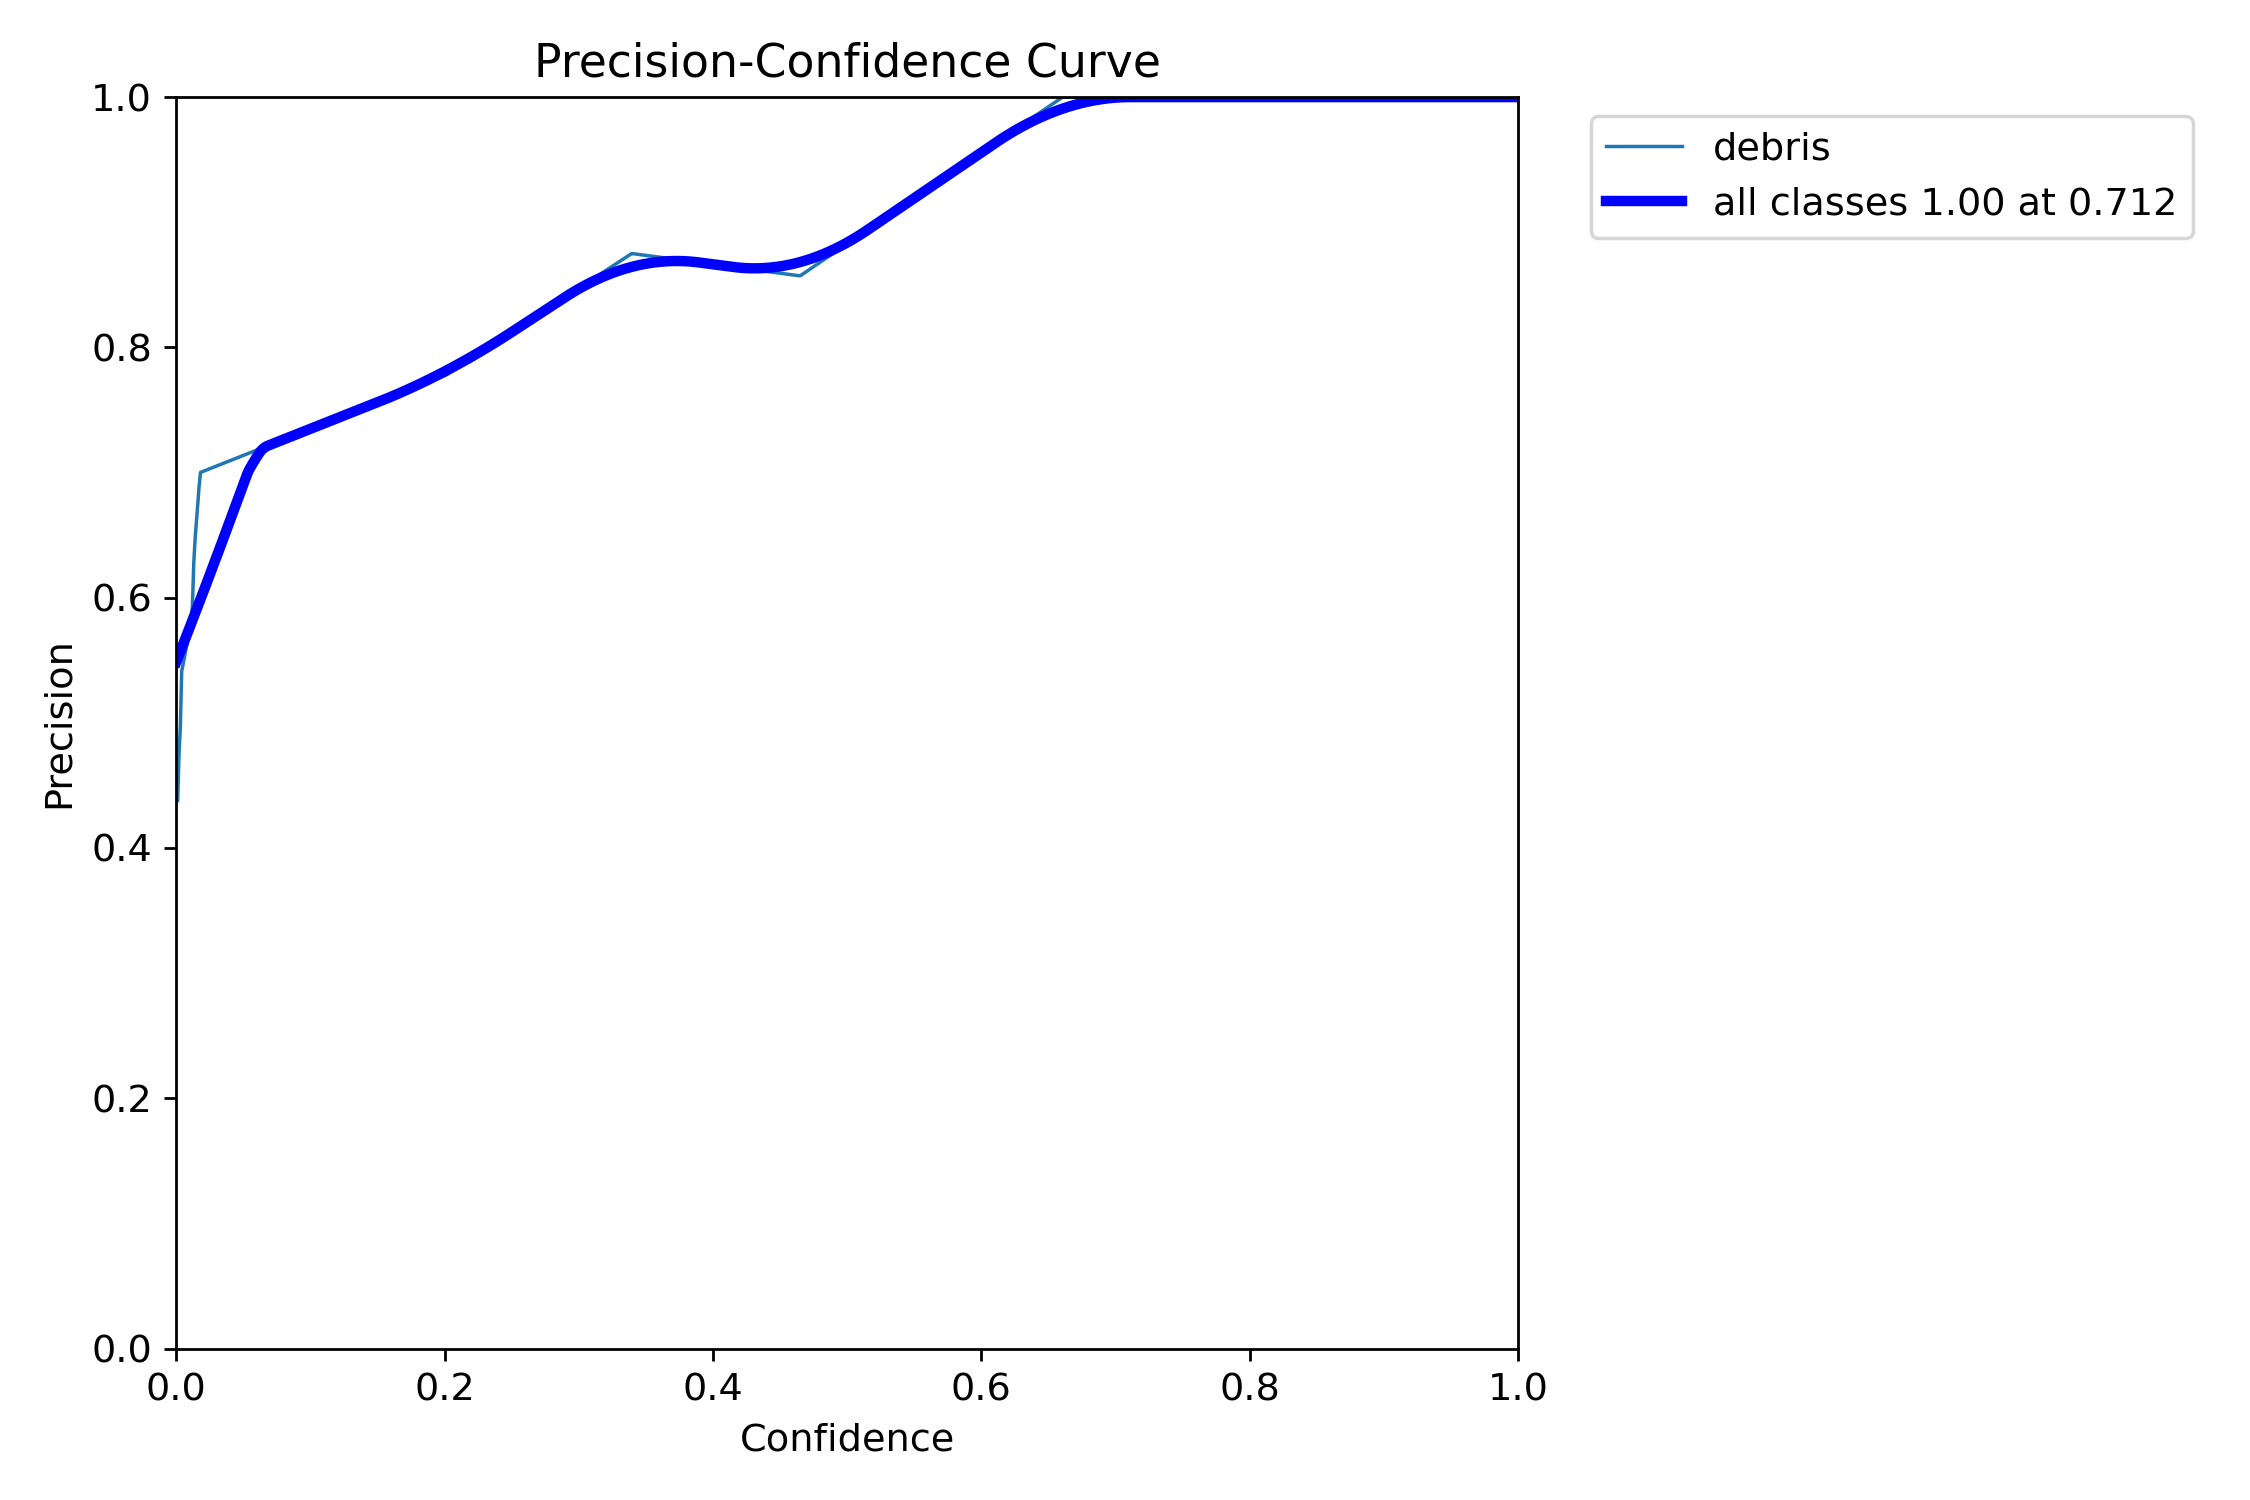 Precision-Confidence Curve
1.0
0.8
0.6
0.4
0.2
0.0
Precision
0.0 0.2 0.4 0.6 0.8 1.0
Confidence
debris
all classes 1.00 at 0.712